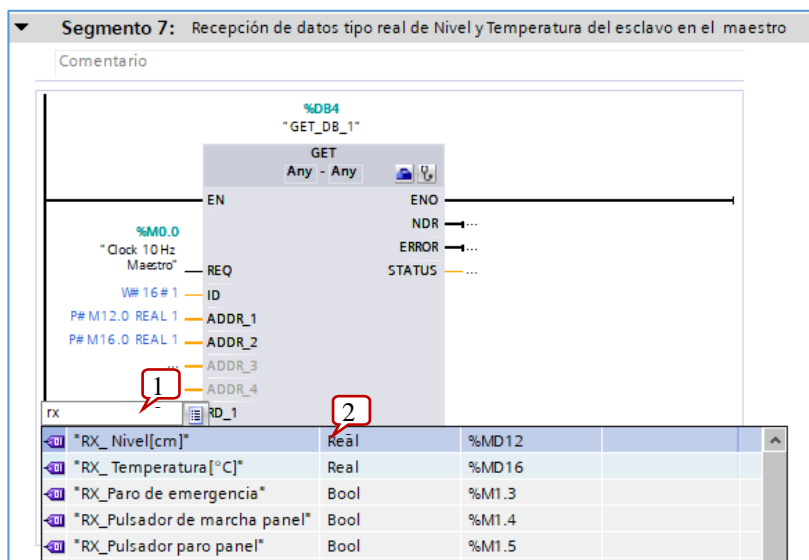 Segmento 7: Recepción de datos tipo real de Nivel y Temperatura del esclavo en el maestro
Comentario
%DB4
"GET_DB_1"
GET
Any - Any
EN ENO
NDR ...
%M0.0 ERROR ...
"Clock 10 Hz
Maestro" REQ STATUS ...
W#16#1 ID
P#M12.0 REAL 1 ADDR_1
P#M16.0 REAL 1 ADDR_2
... ADDR_3
1 ADDR_4
rx RD_1 2
"RX_ Nivel[cm]" Real %MD12
"RX_ Temperatura[°C]" Real %MD16
"RX_Paro de emergencia" Bool %M1.3
"RX_Pulsador de marcha panel" Bool %M1.4
"RX_Pulsador paro panel" Bool %M1.5